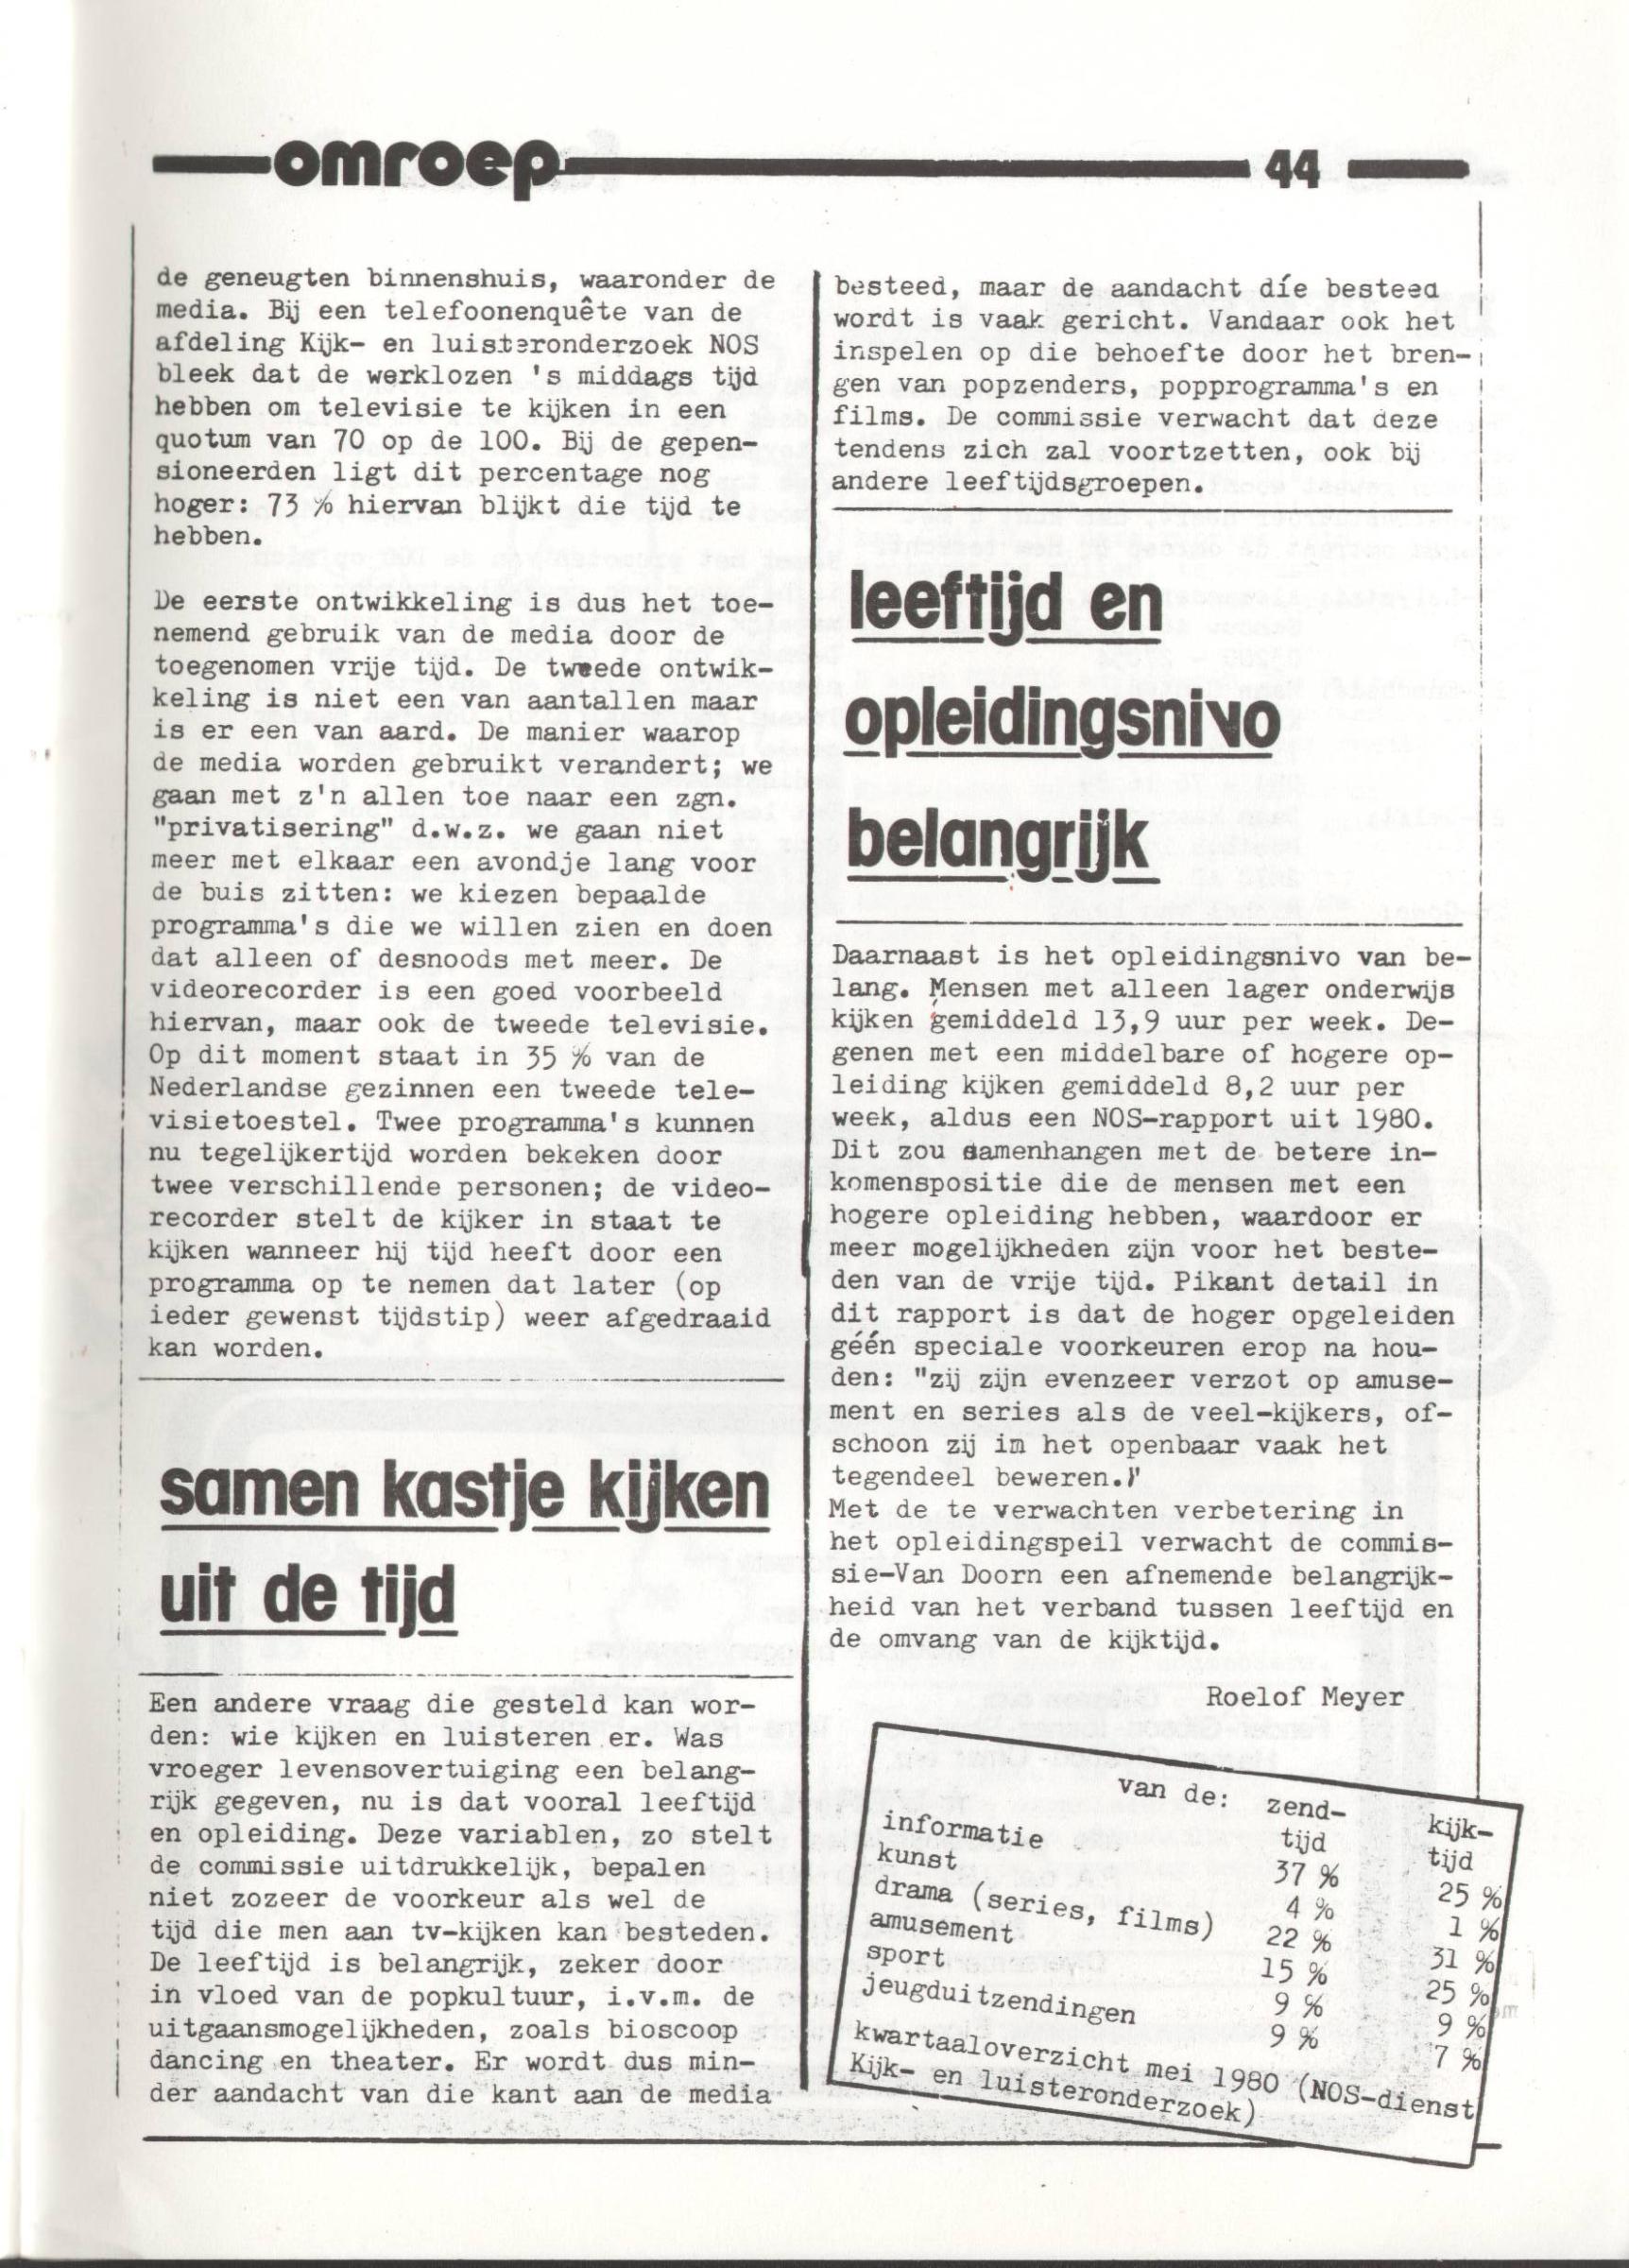 omroep 44
de geneugten binnenshuis, waaronder de
media. Bij een telefoonenquête van de
afdeling Kijk- en luisteronderzoek NOS
bleek dat de werklozen 's middags tijd
hebben om televisie te kijken in een
quotum van 70 op de 100. Bij de gepen-
sioneerden ligt dit percentage nog
hoger: 73 % hiervan blijkt die tijd te
hebben.
De eerste ontwikkeling is dus het toe-
nemend gebruik van de media door de
toegenomen vrije tijd. De tweede ontwik-
keling is niet een van aantallen maar
is er een van aard. De manier waarop
de media worden gebruikt verandert; we
gaan met z'n allen toe naar een zgn.
"privatisering" d.w.z. we gaan niet
meer met elkaar een avondje lang voor
de buis zitten: we kiezen bepaalde
programma's die we willen zien en doen
dat alleen of desnoods met meer. De
videorecorder is een goed voorbeeld
hiervan, maar ook de tweede televisie.
Op dit moment staat in 35 % van de
Nederlandse gezinnen een tweede tele-
visietoestel. Twee programma's kunnen
nu tegelijkertijd worden bekeken door
twee verschillende personen; de video-
recorder stelt de kijker in staat te
kijken wanneer hij tijd heeft door een
programma op te nemen dat later (op
ieder gewenst tijdstip) weer afgedraaid
kan worden.
samen kastje kijken
uit de tijd
Een andere vraag die gesteld kan wor-
den: wie kijken en luisteren er. Was
vroeger levensovertuiging een belang-
rijk gegeven, nu is dat vooral leeftijd
en opleiding. Deze variablen, zo stelt
de commissie uitdrukkelijk, bepalen
niet zozeer de voorkeur als wel de
tijd die men aan tv-kijken kan besteden.
De leeftijd is belangrijk, zeker door
in vloed van de popkultuur, i.v.m. de
uitgaansmogelijkheden, zoals bioscoop
dancing en theater. Er wordt dus min-
der aandacht van die kant aan de media
besteed, maar de aandacht díe besteed
wordt is vaak gericht. Vandaar ook het
inspelen op die behoefte door het bren-
gen van popzenders, popprogramma's en
films. De commissie verwacht dat deze
tendens zich zal voortzetten, ook bij
andere leeftijdsgroepen.
leeftijd en
opleidingsnivo
belangrijk
Daarnaast is het opleidingsnivo van be-
lang. Mensen met alleen lager onderwijs
kijken gemiddeld 13,9 uur per week. De-
genen met een middelbare of hogere op-
leiding kijken gemiddeld 8,2 uur per
week, aldus een NOS-rapport uit 1980.
Dit zou samenhangen met de betere in-
komenspositie die de mensen met een
hogere opleiding hebben, waardoor er
meer mogelijkheden zijn voor het beste-
den van de vrije tijd. Pikant detail in
dit rapport is dat de hoger opgeleiden
géén speciale voorkeuren erop na hou-
den: "zij zijn evenzeer verzot op amuse-
ment en series als de veel-kijkers, of-
schoon zij in het openbaar vaak het
tegendeel beweren."
Met de te verwachten verbetering in
het opleidingspeil verwacht de commis-
sie-Van Doorn een afnemende belangrijk-
heid van het verband tussen leeftijd en
de omvang van de kijktijd.
Roelof Meyer
van de: zend- kijk-
tijd tijd
informatie 37 % 25 %
kunst 4 % 1 %
drama (series, films) 22 % 31 %
amusement 15 % 25 %
sport 9 % 9 %
jeugduitzendingen 9 % 7 %
kwartaaloverzicht mei 1980 (NOS-dienst
Kijk- en luisteronderzoek)